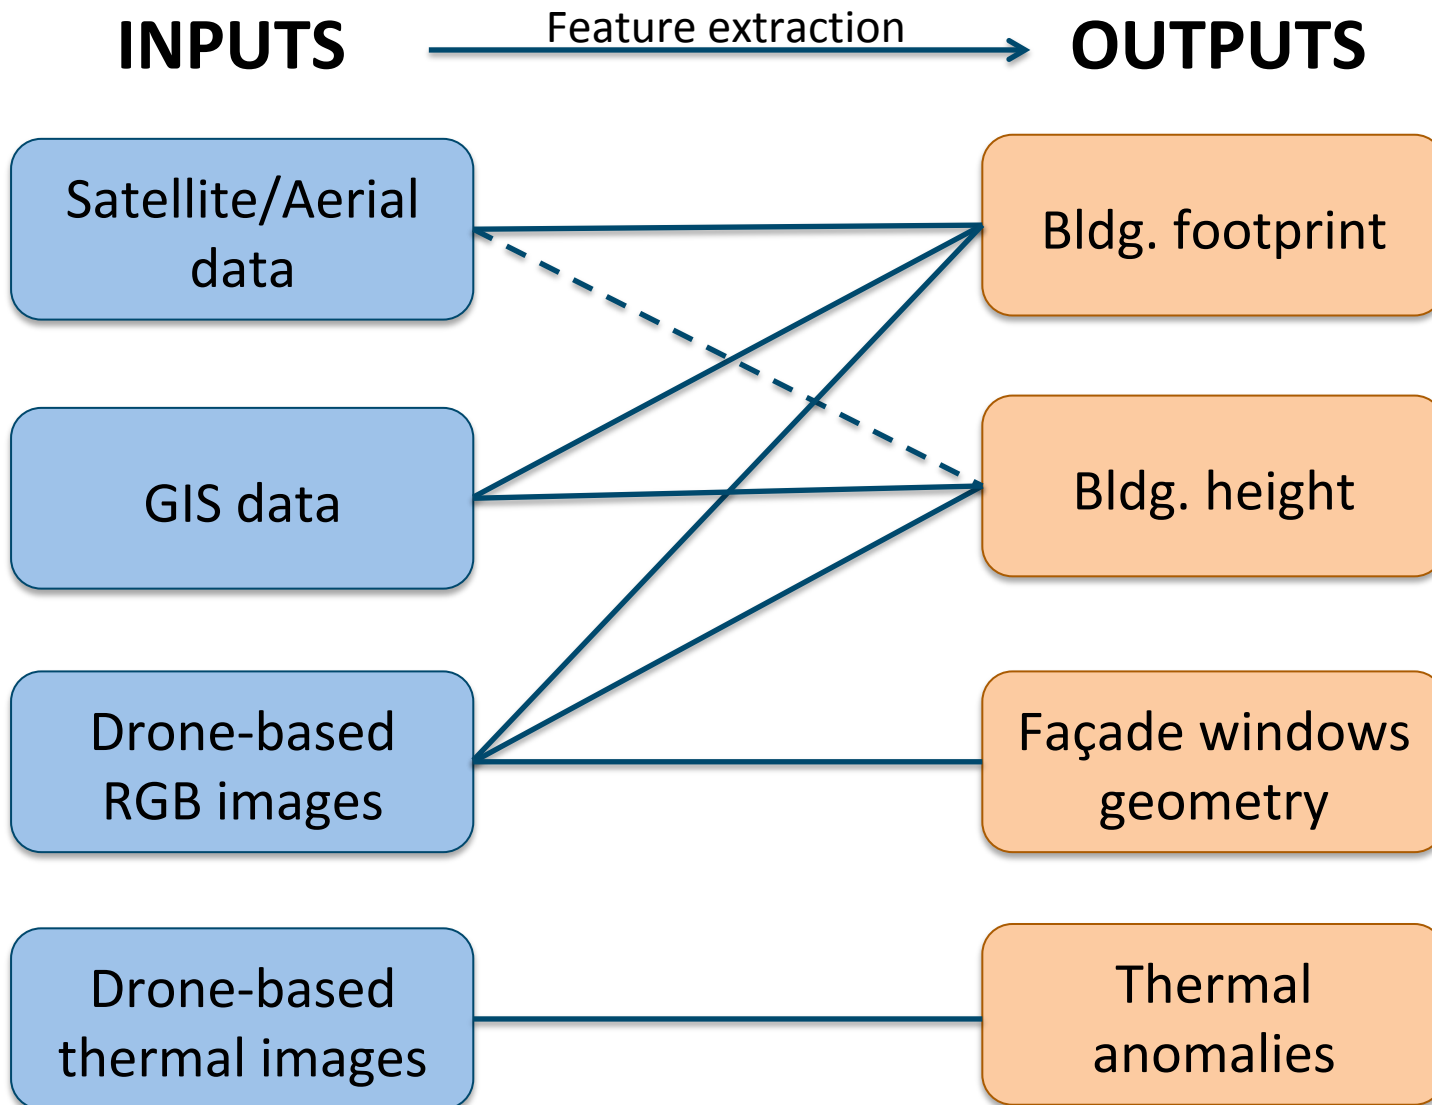 INPUTS
Feature extraction
OUTPUTS
Satellite/Aerial
data
Bldg. footprint
GIS data
Bldg. height
Drone-based
RGB images
Façade windows
geometry
Drone-based
thermal images
Thermal
anomalies